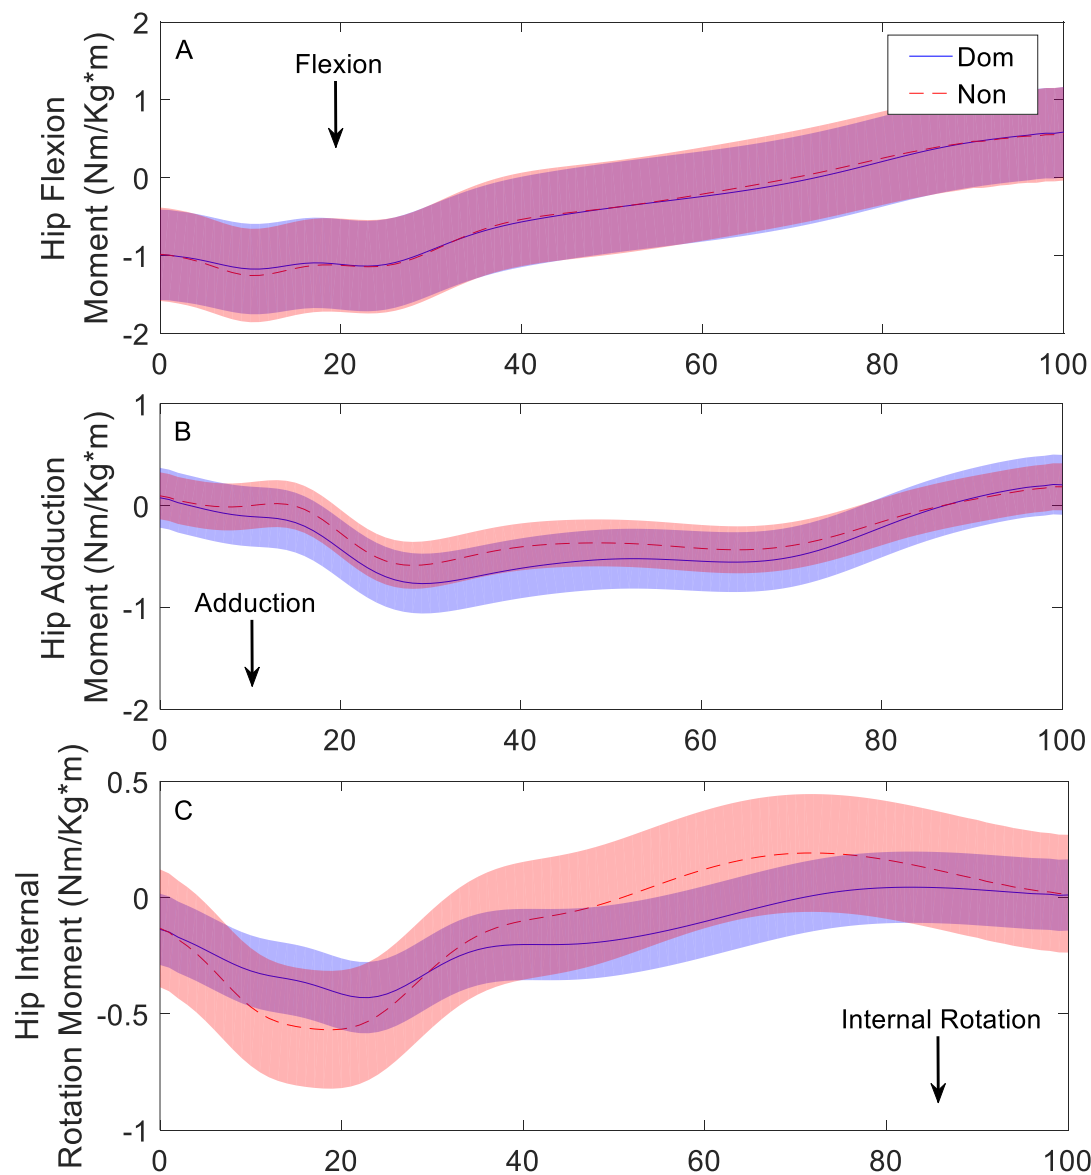 A
Flexion
Dom
Non
Hip Flexion
Moment (Nm/Kg*m)
2
1
0
-1
-2
0 20 40 60 80 100
B
Adduction
Hip Adduction
Moment (Nm/Kg*m)
1
0
-1
-2
0 20 40 60 80 100
C
Internal Rotation
Hip Internal
Rotation Moment (Nm/Kg*m)
0.5
0
-0.5
-1
0 20 40 60 80 100